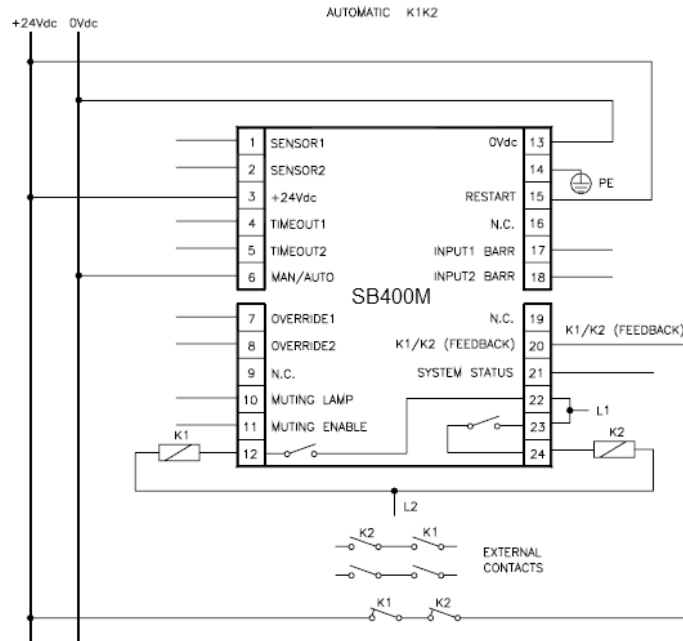 AUTOMATIC K1K2
+24Vdc 0Vdc
1 SENSOR1 0Vdc 13
2 SENSOR2 14 PE
3 +24Vdc RESTART 15
4 TIMEOUT1 N.C. 16
5 TIMEOUT2 INPUT1 BARR 17
6 MAN/AUTO INPUT2 BARR 18
SB400M
7 OVERRIDE1 N.C. 19
K1/K2 (FEEDBACK)
8 OVERRIDE2 K1/K2 (FEEDBACK) 20
9 N.C. SYSTEM STATUS 21
10 MUTING LAMP 22
L1
11 MUTING ENABLE 23
K1 12 24 K2
L2
K2 K1
EXTERNAL
CONTACTS
K1 K2